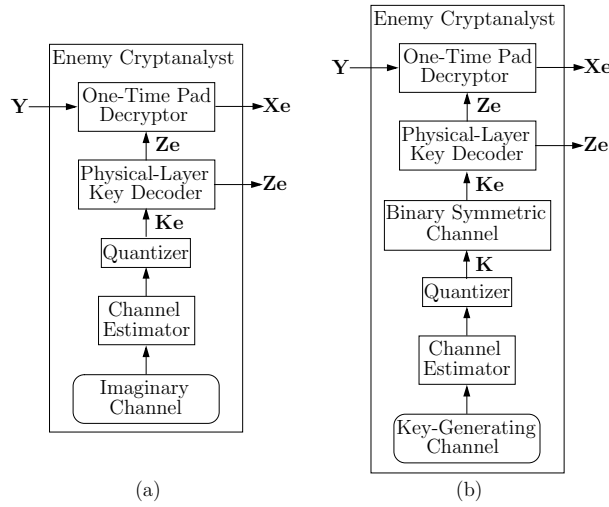 Enemy Cryptanalyst
Y
One-Time Pad
Decryptor
Xe
Ze
Physical-Layer
Key Decoder
Ze
Ke
Quantizer
Channel
Estimator
Imaginary
Channel
(a)
Enemy Cryptanalyst
Y
One-Time Pad
Decryptor
Xe
Ze
Physical-Layer
Key Decoder
Ze
Ke
Binary Symmetric
Channel
K
Quantizer
Channel
Estimator
Key-Generating
Channel
(b)